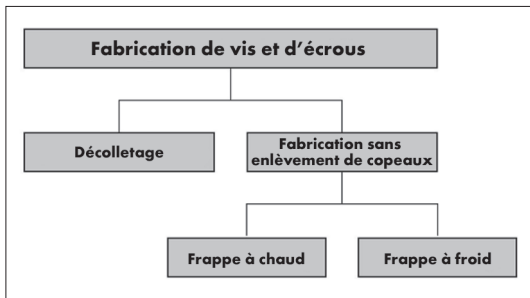 Fabrication de vis et d’écrous
Décolletage
Fabrication sans
enlèvement de copeaux
Frappe à chaud
Frappe à froid